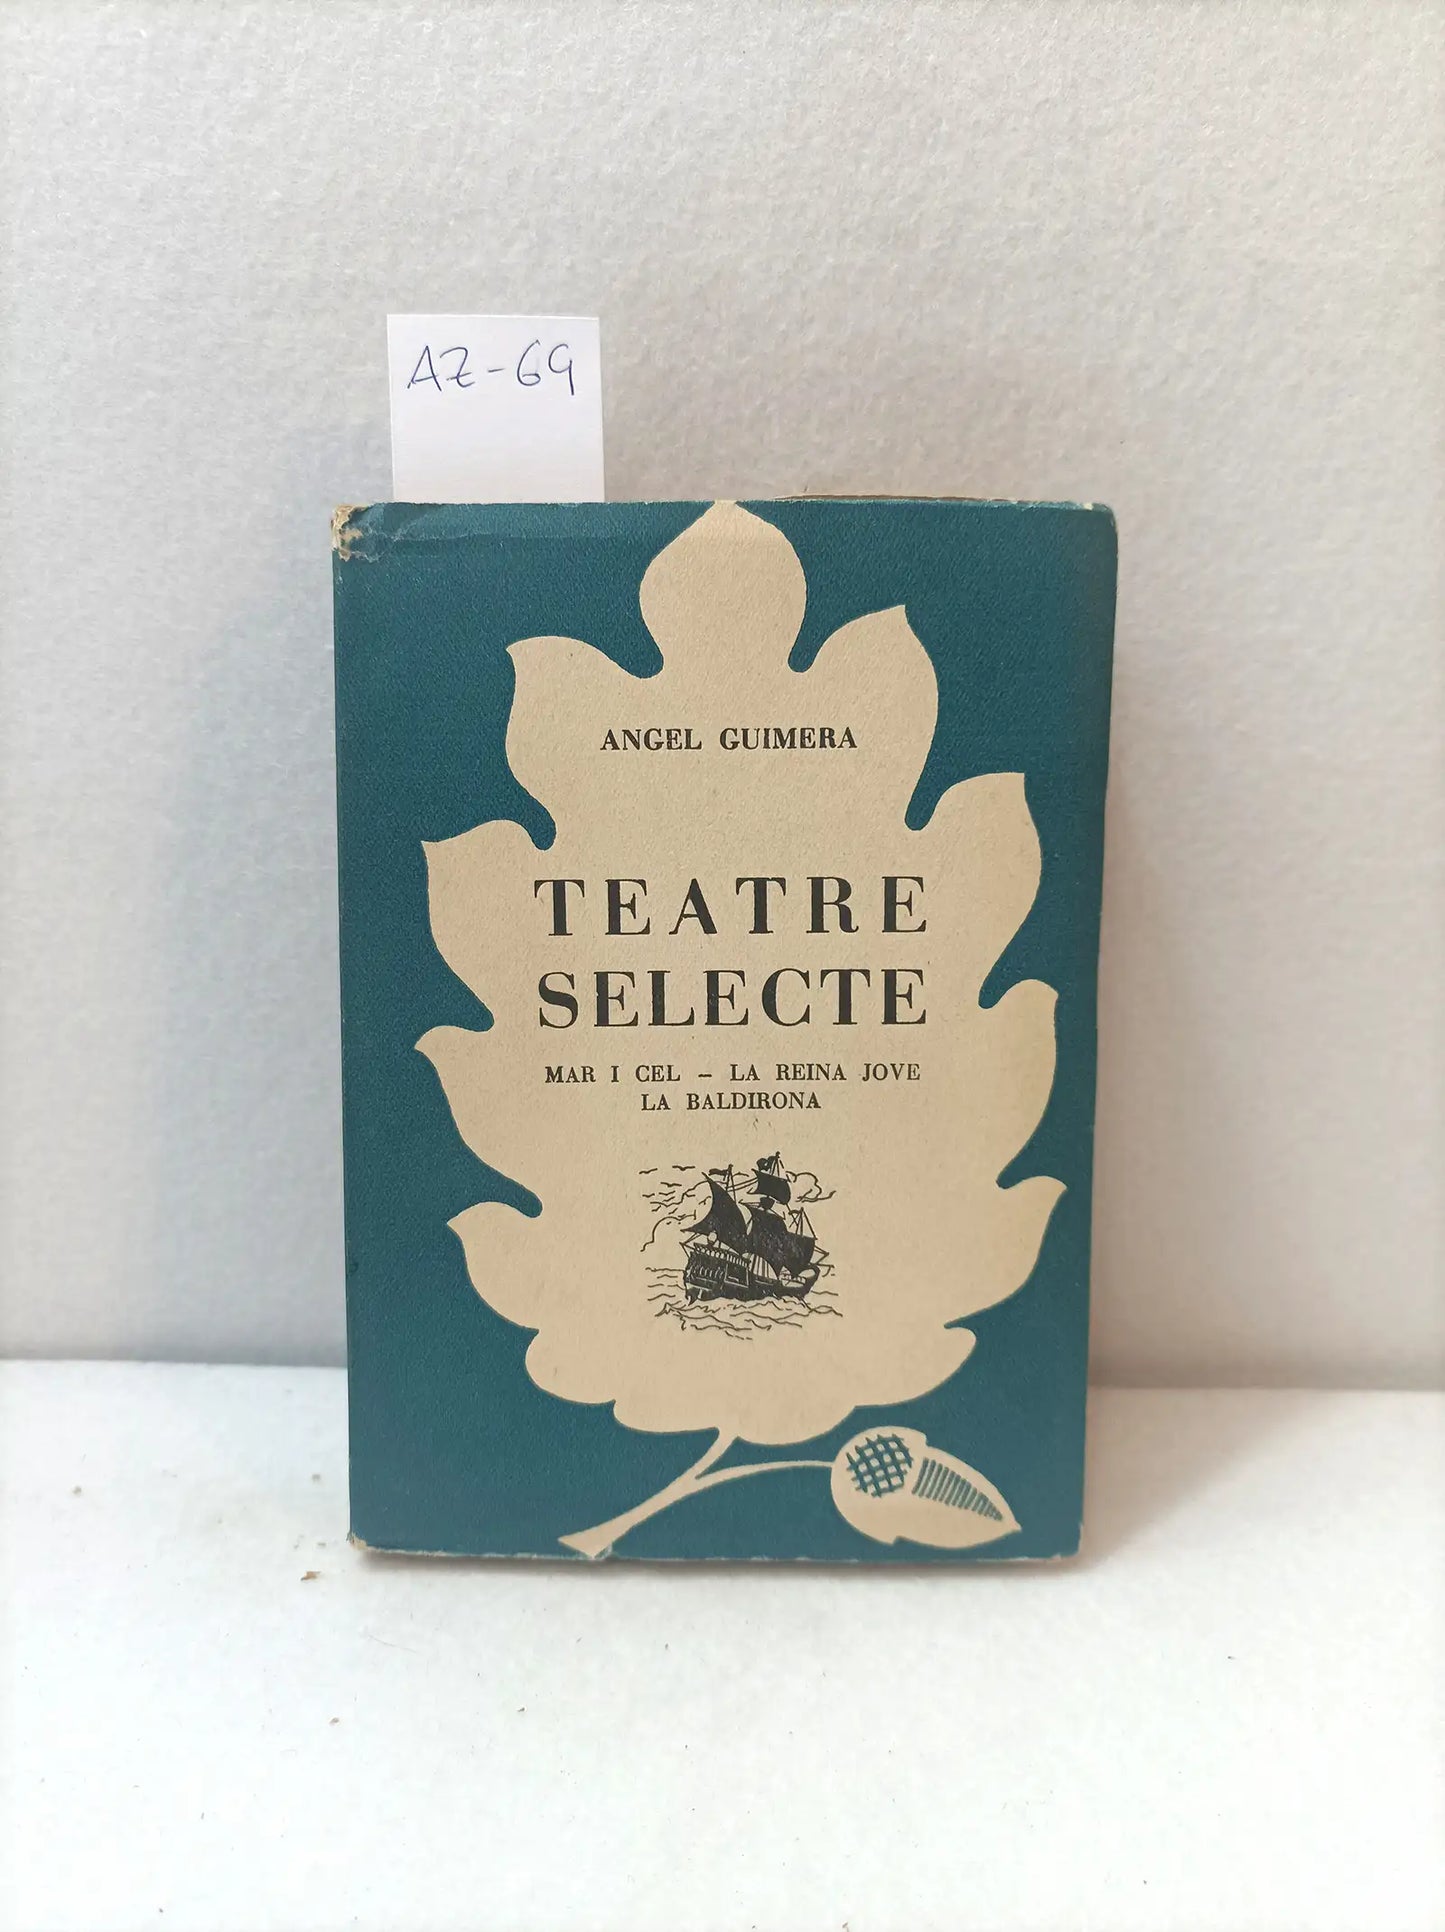 AZ-69
ANGEL GUIMERA
TEATRE
SELECTE
MAR I CEL – LA REINA JOVE
LA BALDIRONA